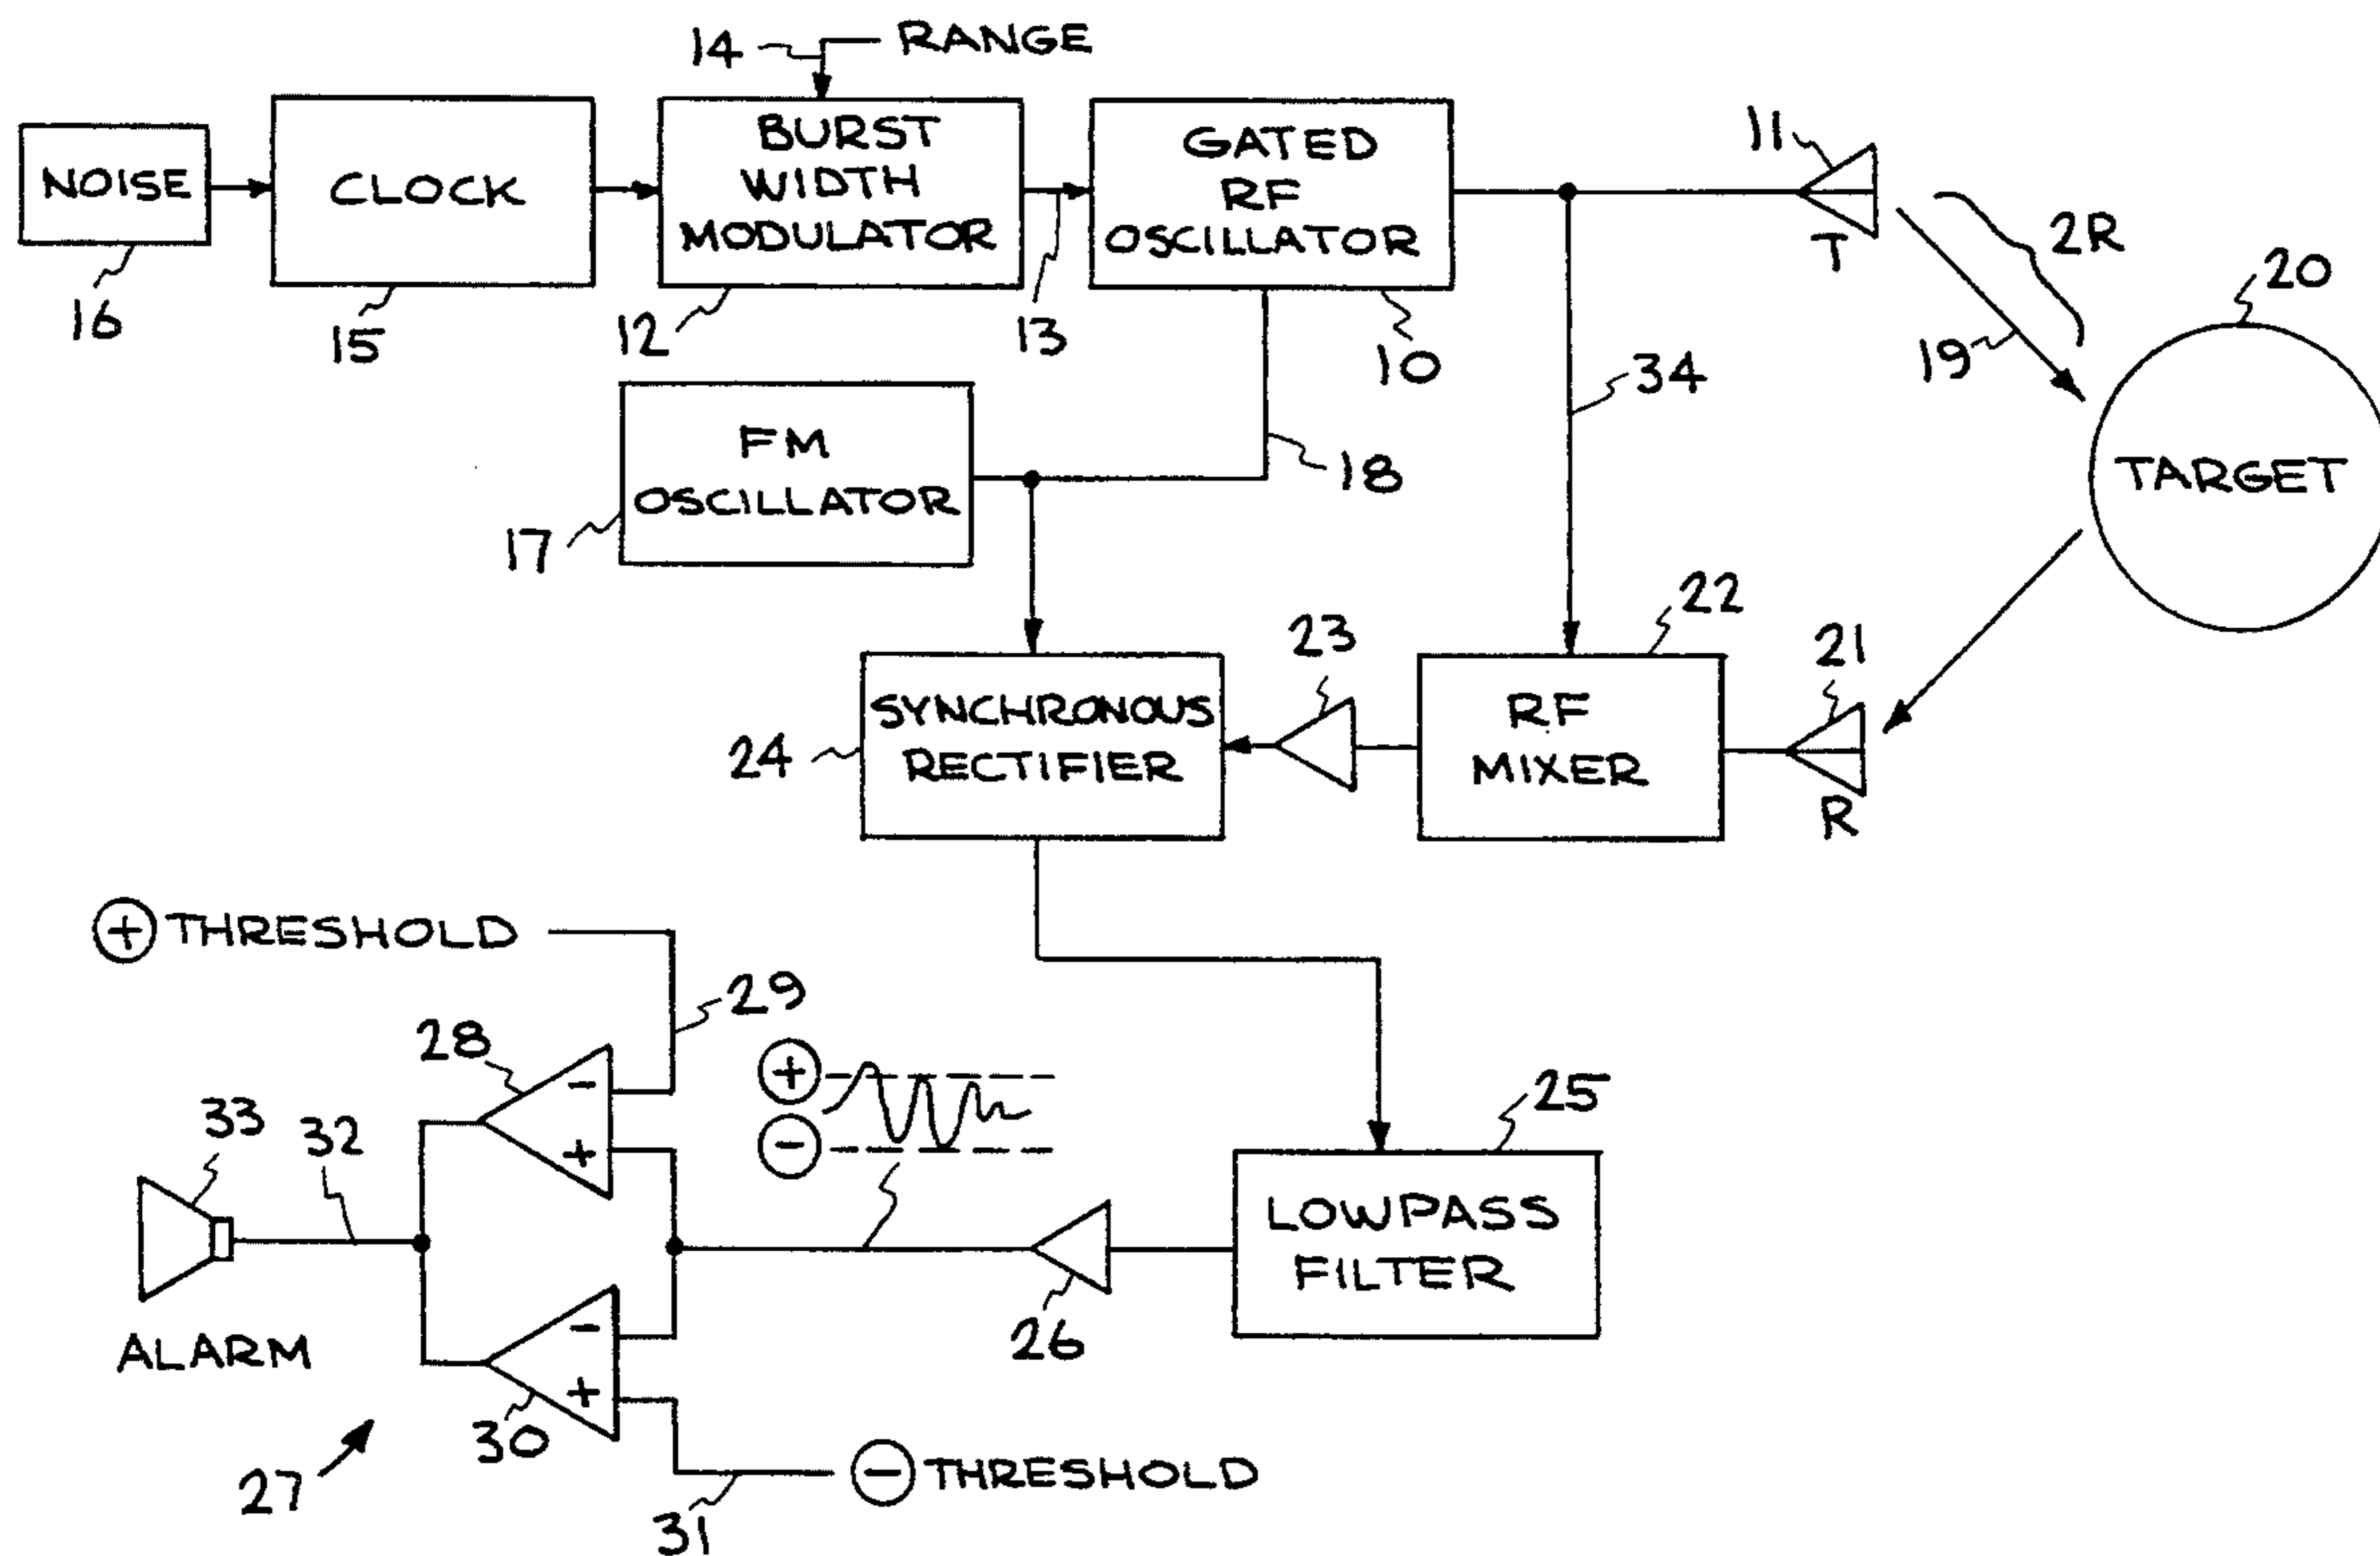 14
RANGE
NOISE
CLOCK
BURST
WIDTH
MODULATOR
GATED
RF
OSCILLATOR
11
T
2R
20
16
15
12
13
10
34
19
FM
OSCILLATOR
18
TARGET
17
22
23
21
SYNCHRONOUS
RECTIFIER
24
RF
MIXER
R
+ THRESHOLD
29
28
+
-
25
33
32
-
+
LOWPASS
FILTER
26
ALARM
-
+
30
27
- THRESHOLD
31